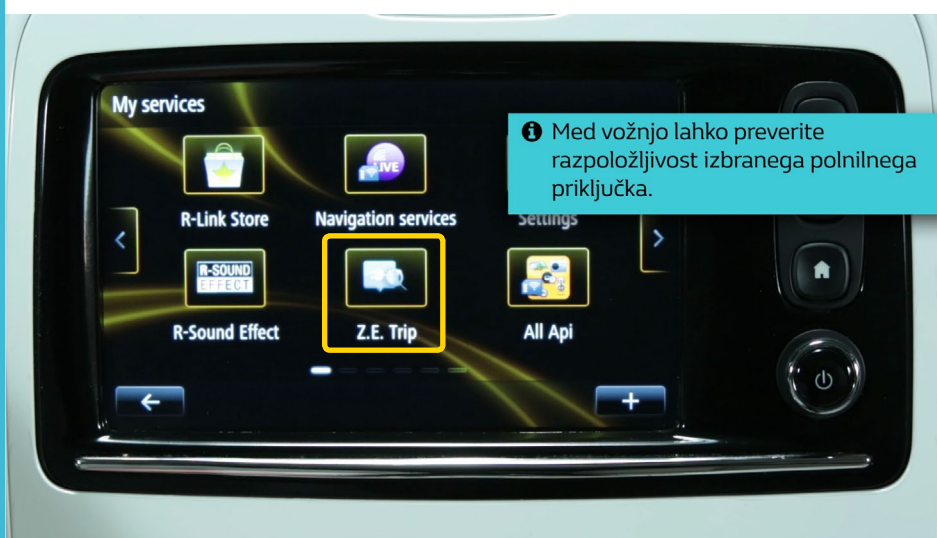 My services
Med vožnjo lahko preverite
razpoložljivost izbranega polnilnega
priključka.
LIVE
R-Link Store
Navigation services
Settings
R-SOUND
EFFECT
R-Sound Effect
Z.E. Trip
All Api